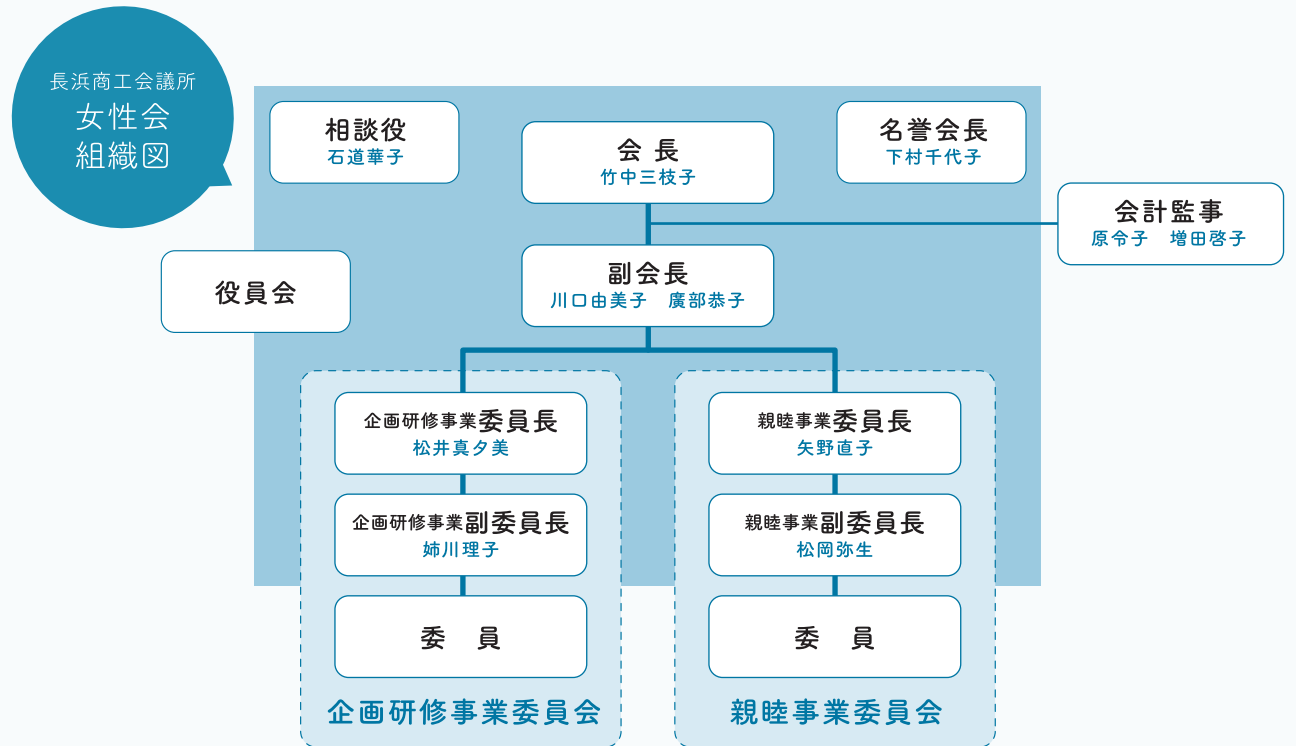 長浜商工会議所
女性会
組織図
相談役
石道華子
会 長
竹中三枝子
名誉会長
下村千代子
会計監事
原令子　増田啓子
役員会
副会長
川口由美子　廣部恭子
企画研修事業委員長
松井真夕美
企画研修事業副委員長
姉川理子
委　員
企画研修事業委員会
親睦事業委員長
矢野直子
親睦事業副委員長
松岡弥生
委　員
親睦事業委員会